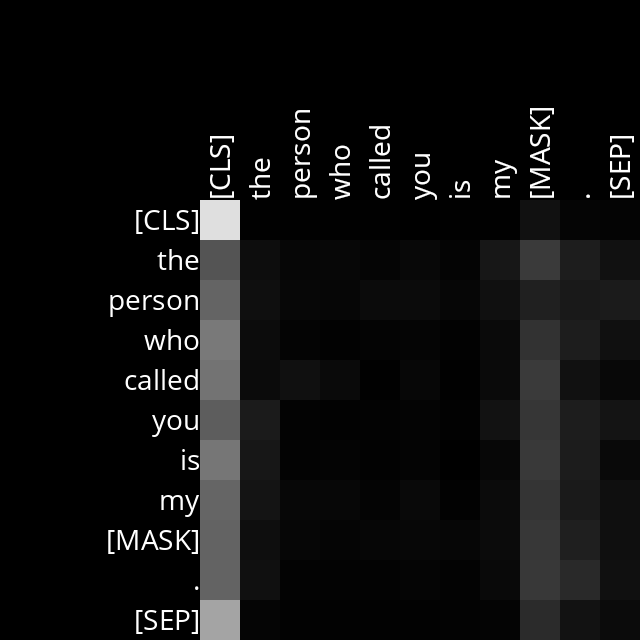 [CLS]
the
person
who
called
you
is
my
[MASK]
.
[SEP]
[CLS]
the
person
who
called
you
is
my
[MASK]
.
[SEP]